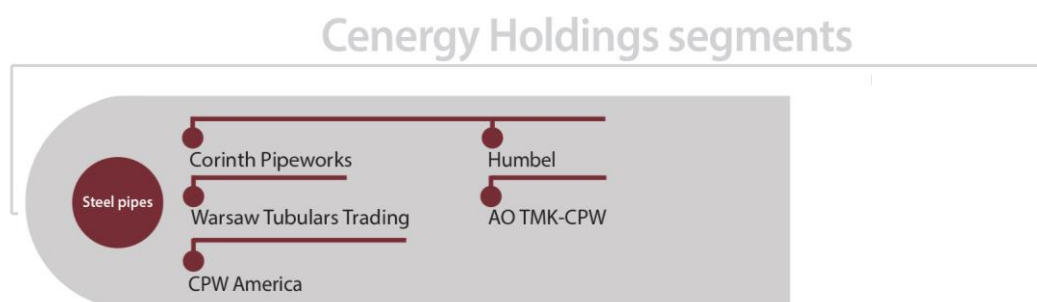 Cenergy Holdings segments
Steel pipes
Corinth Pipeworks
Humbel
Warsaw Tubulars Trading
AO TMK-CPW
CPW America